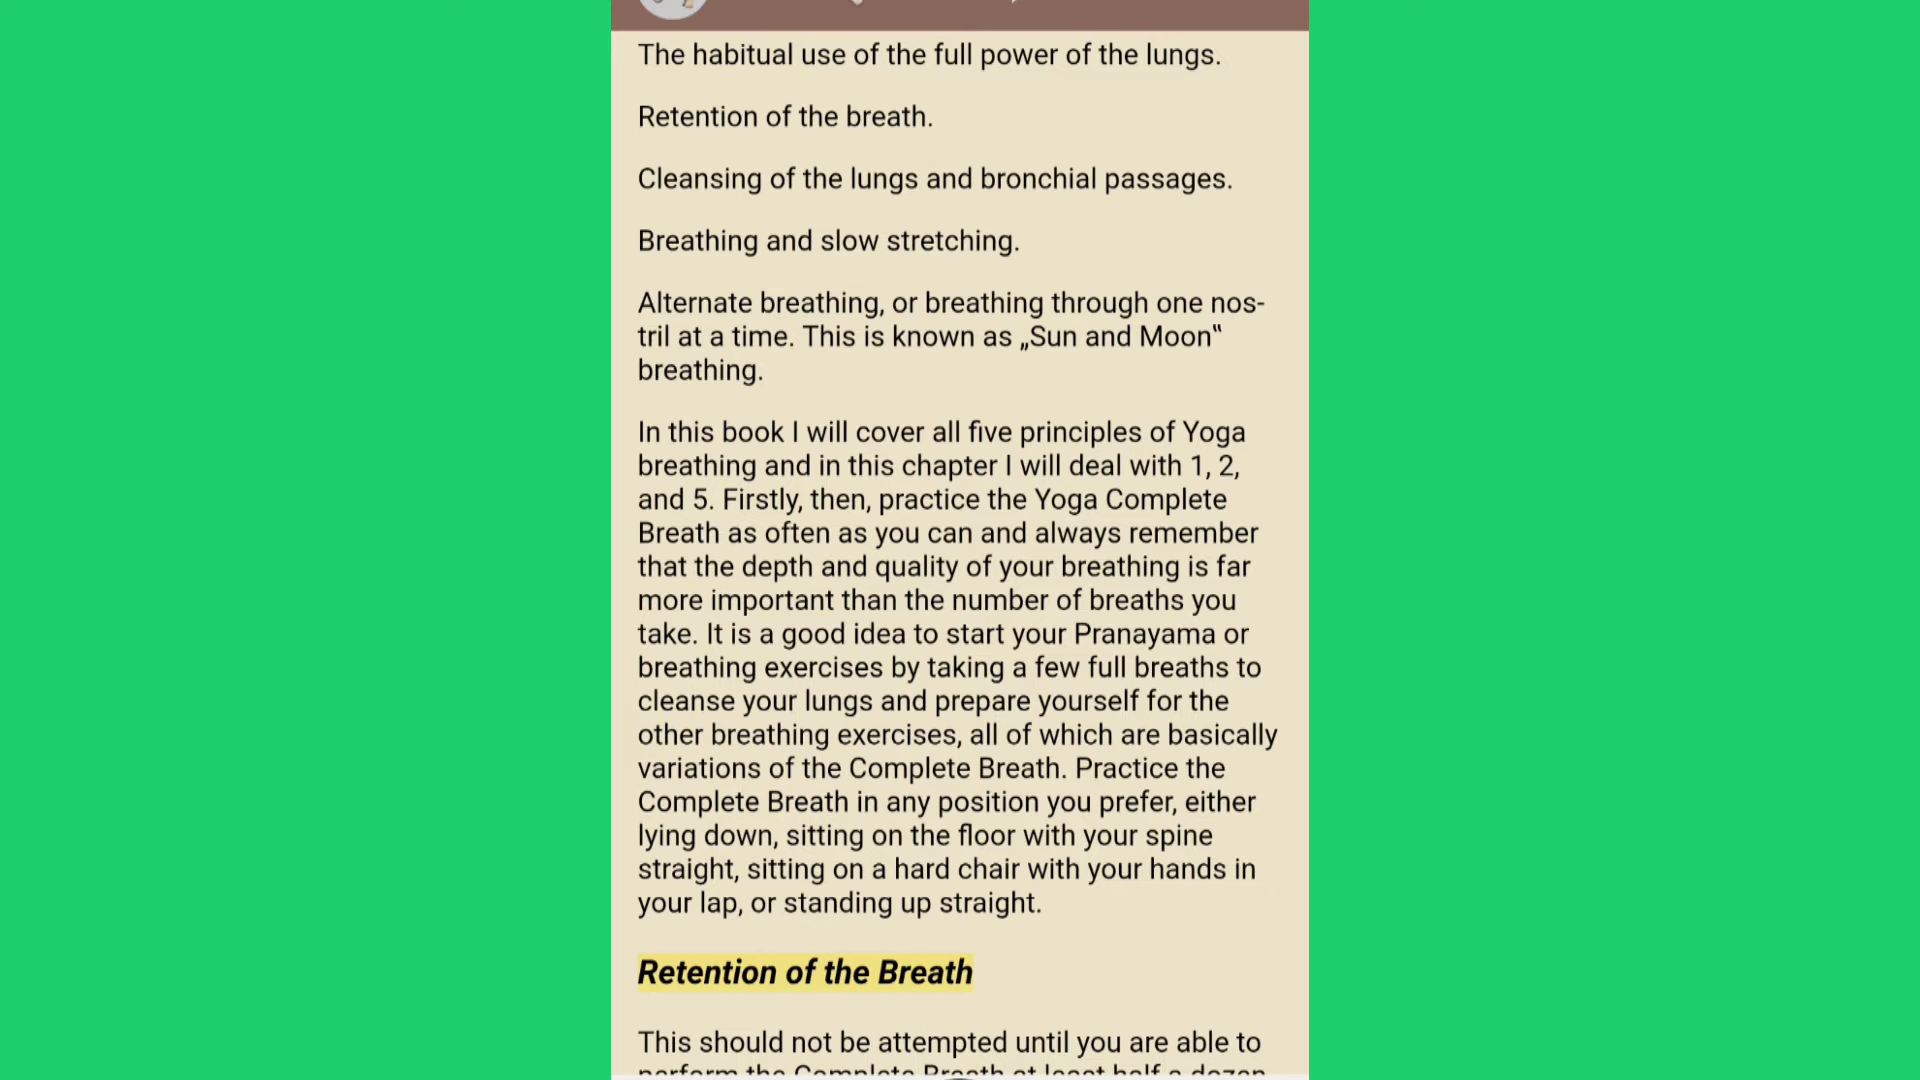 The habitual use of the full power of the lungs.
Retention of the breath.
Cleansing of the lungs and bronchial passages.
Breathing and slow stretching.
Alternate breathing, or breathing through one nos-
tril at a time. This is known as „Sun and Moon‟
breathing.
In this book I will cover all five principles of Yoga
breathing and in this chapter I will deal with 1, 2,
and 5. Firstly, then, practice the Yoga Complete
Breath as often as you can and always remember
that the depth and quality of your breathing is far
more important than the number of breaths you
take. It is a good idea to start your Pranayama or
breathing exercises by taking a few full breaths to
cleanse your lungs and prepare yourself for the
other breathing exercises, all of which are basically
variations of the Complete Breath. Practice the
Complete Breath in any position you prefer, either
lying down, sitting on the floor with your spine
straight, sitting on a hard chair with your hands in
your lap, or standing up straight.
Retention of the Breath
This should not be attempted until you are able to
perform the Complete Breath at least half a dozen